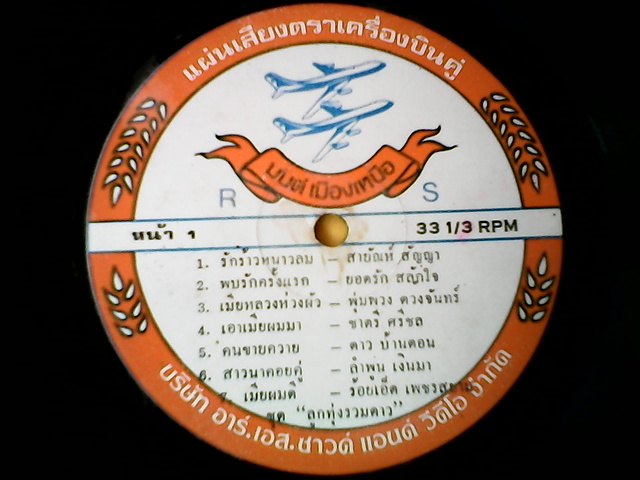 แผ่นเสียงตราเครื่องบินคู่
มนต์เมืองเหนือ
R S
หน้า 1 33 1/3 RPM
1. รักร้าวหนาวลม – สายัณห์ สัญญา
2. พบรักครั้งแรก – ยอดรัก สลักใจ
3. เมียหลวงห่วงผัว – พุ่มพวง ดวงจันทร์
4. เอาเมียผมมา – ชาตรี ศรีชล
5. คนขายควาย – ดาว บ้านดอน
6. สาวนาคอยคู่ – ลำพูน เงินมา
7. เมียผมดี – ร้อยเอ็ด เพชรสยาม
ชุด "ลูกทุ่งรวมดาว"
บริษัท อาร์.เอส.ซาวด์ แอนด์ วีดีโอ จำกัด